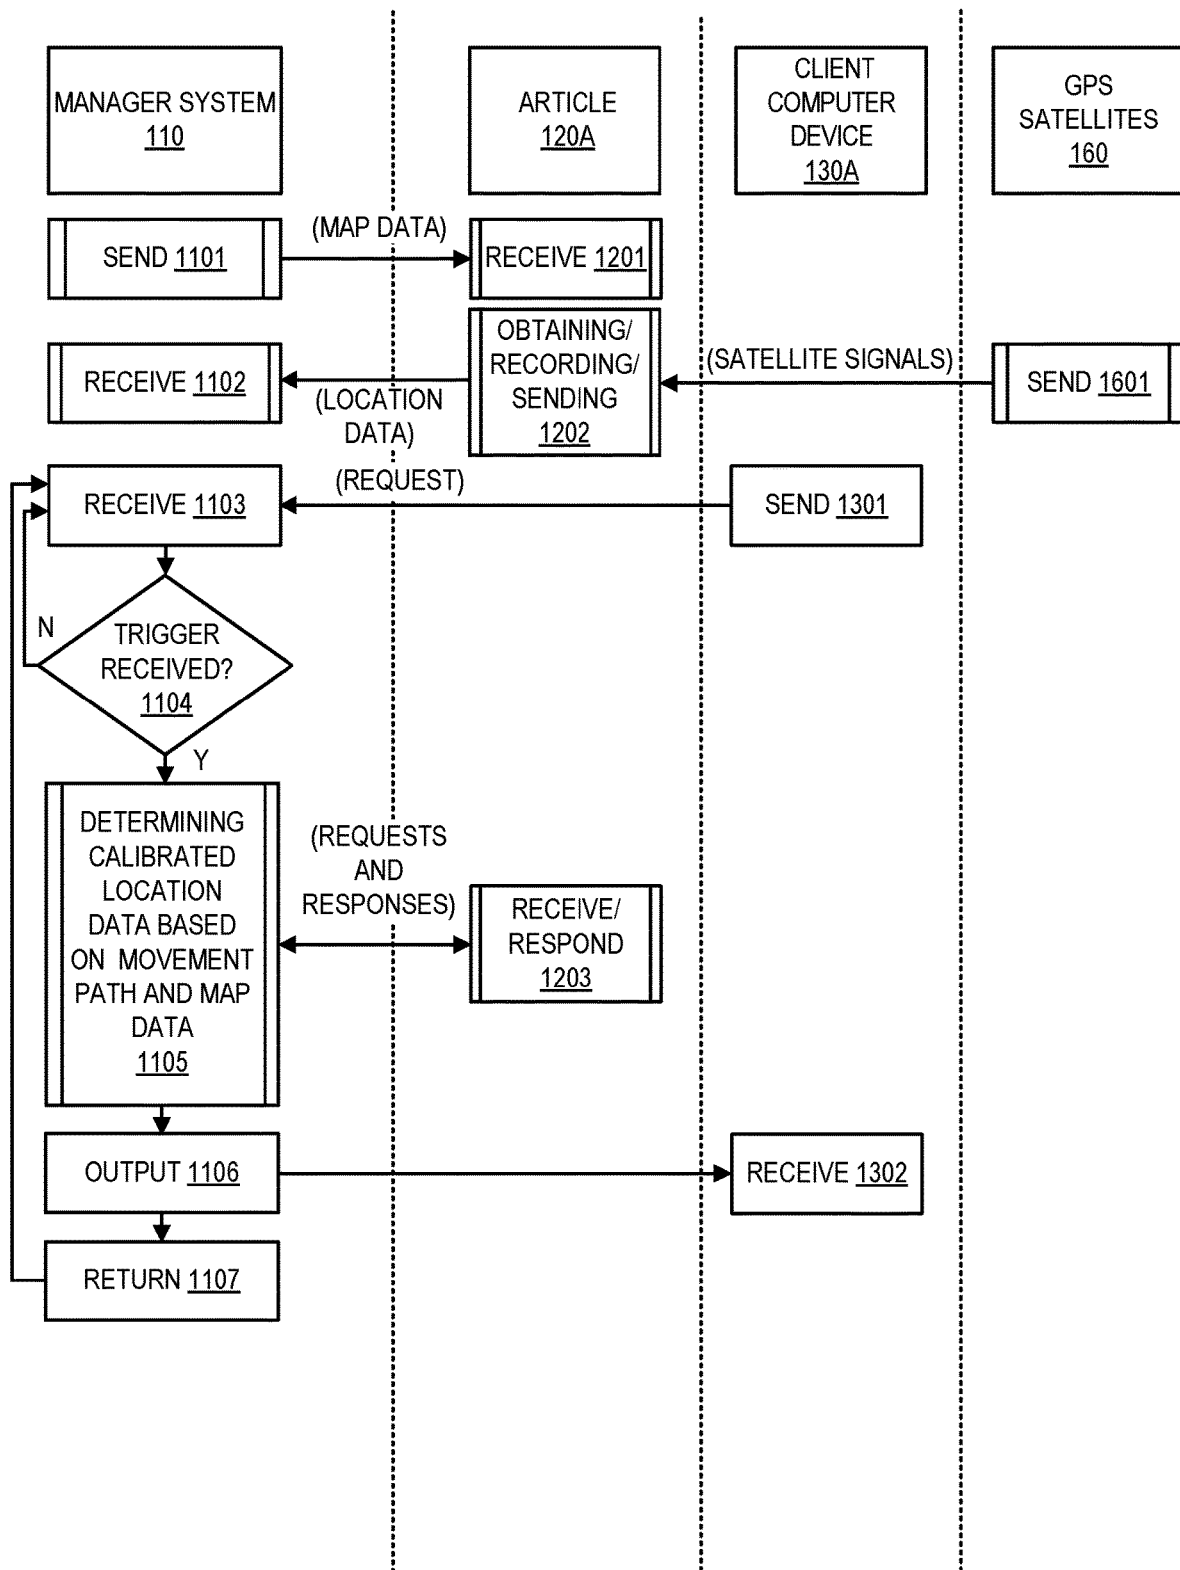 MANAGER SYSTEM
110
ARTICLE
120A
CLIENT
COMPUTER
DEVICE
130A
GPS
SATELLITES
160
SEND 1101
(MAP DATA)
RECEIVE 1201
RECEIVE 1102
(LOCATION
DATA)
OBTAINING/
RECORDING/
SENDING
1202
(SATELLITE SIGNALS)
SEND 1601
RECEIVE 1103
(REQUEST)
SEND 1301
N
TRIGGER
RECEIVED?
1104
Y
DETERMINING
CALIBRATED
LOCATION
DATA BASED
ON MOVEMENT
PATH AND MAP
DATA
1105
(REQUESTS
AND
RESPONSES)
RECEIVE/
RESPOND
1203
OUTPUT 1106
RECEIVE 1302
RETURN 1107